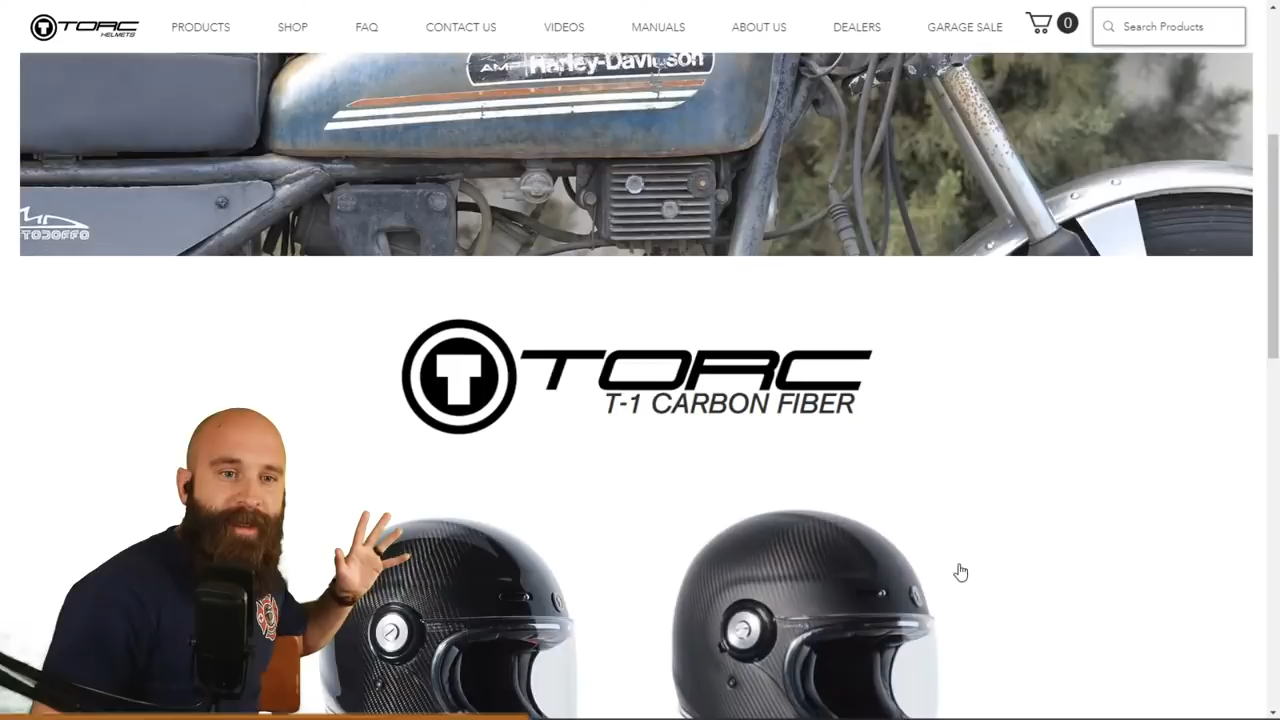 TORC
HELMETS
PRODUCTS
SHOP
FAQ
CONTACT US
VIDEOS
MANUALS
ABOUT US
DEALERS
GARAGE SALE
0
Search Products
AMF Harley-Davidson
T TORC
T-1 CARBON FIBER